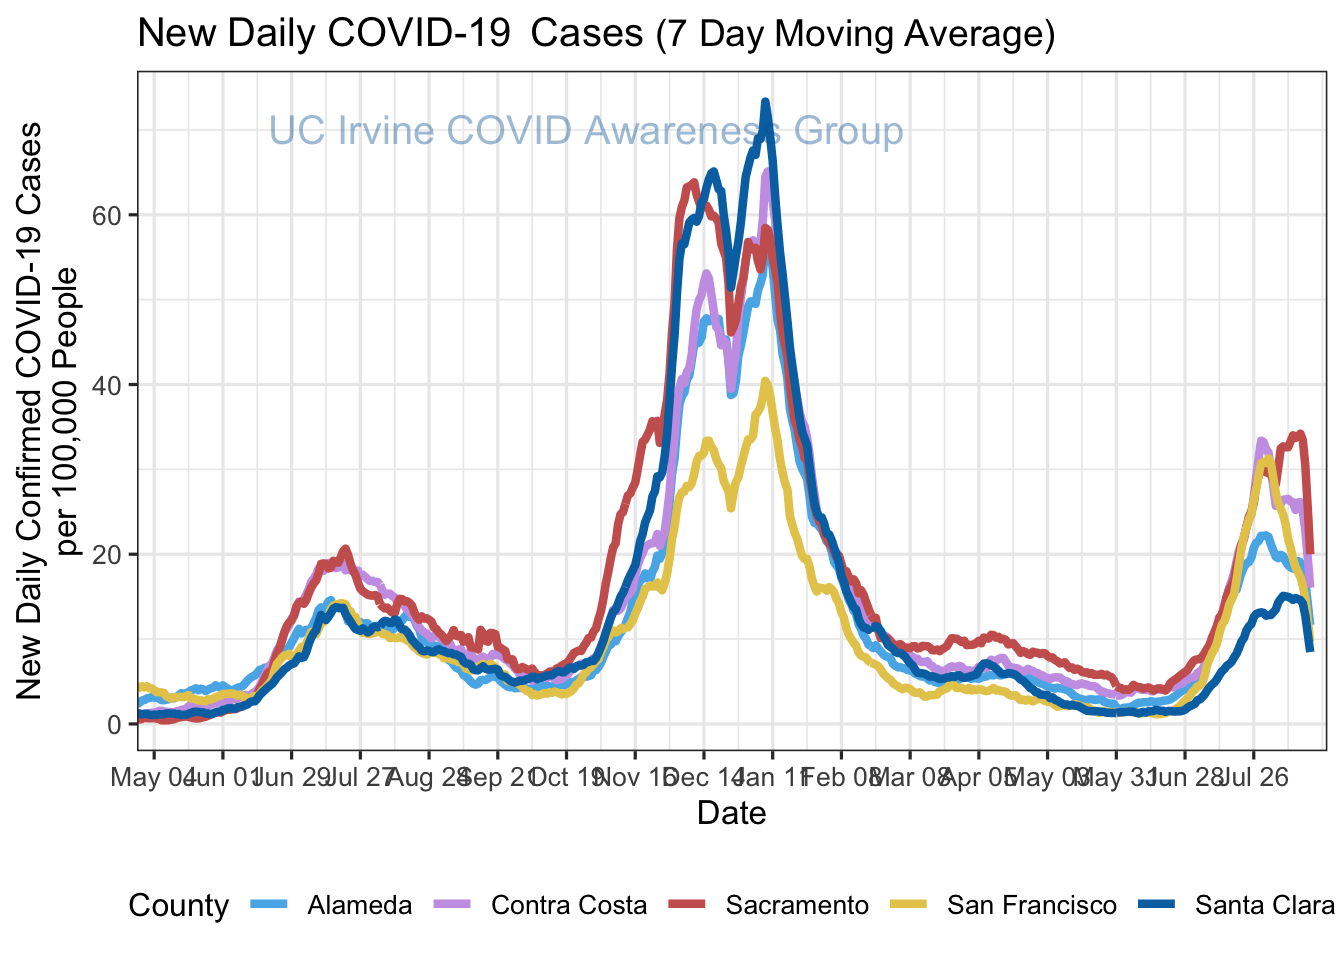 New Daily COVID-19 Cases (7 Day Moving Average)
UC Irvine COVID Awareness Group
New Daily Confirmed COVID-19 Cases
per 100,000 People
60
40
20
0
May 04 Jun 01 Jun 29 Jul 27 Aug 24 Sep 21 Oct 19 Nov 16 Dec 14 Jan 11 Feb 08 Mar 08 Apr 05 May 03 May 31 Jun 28 Jul 26
Date
County Alameda Contra Costa Sacramento San Francisco Santa Clara